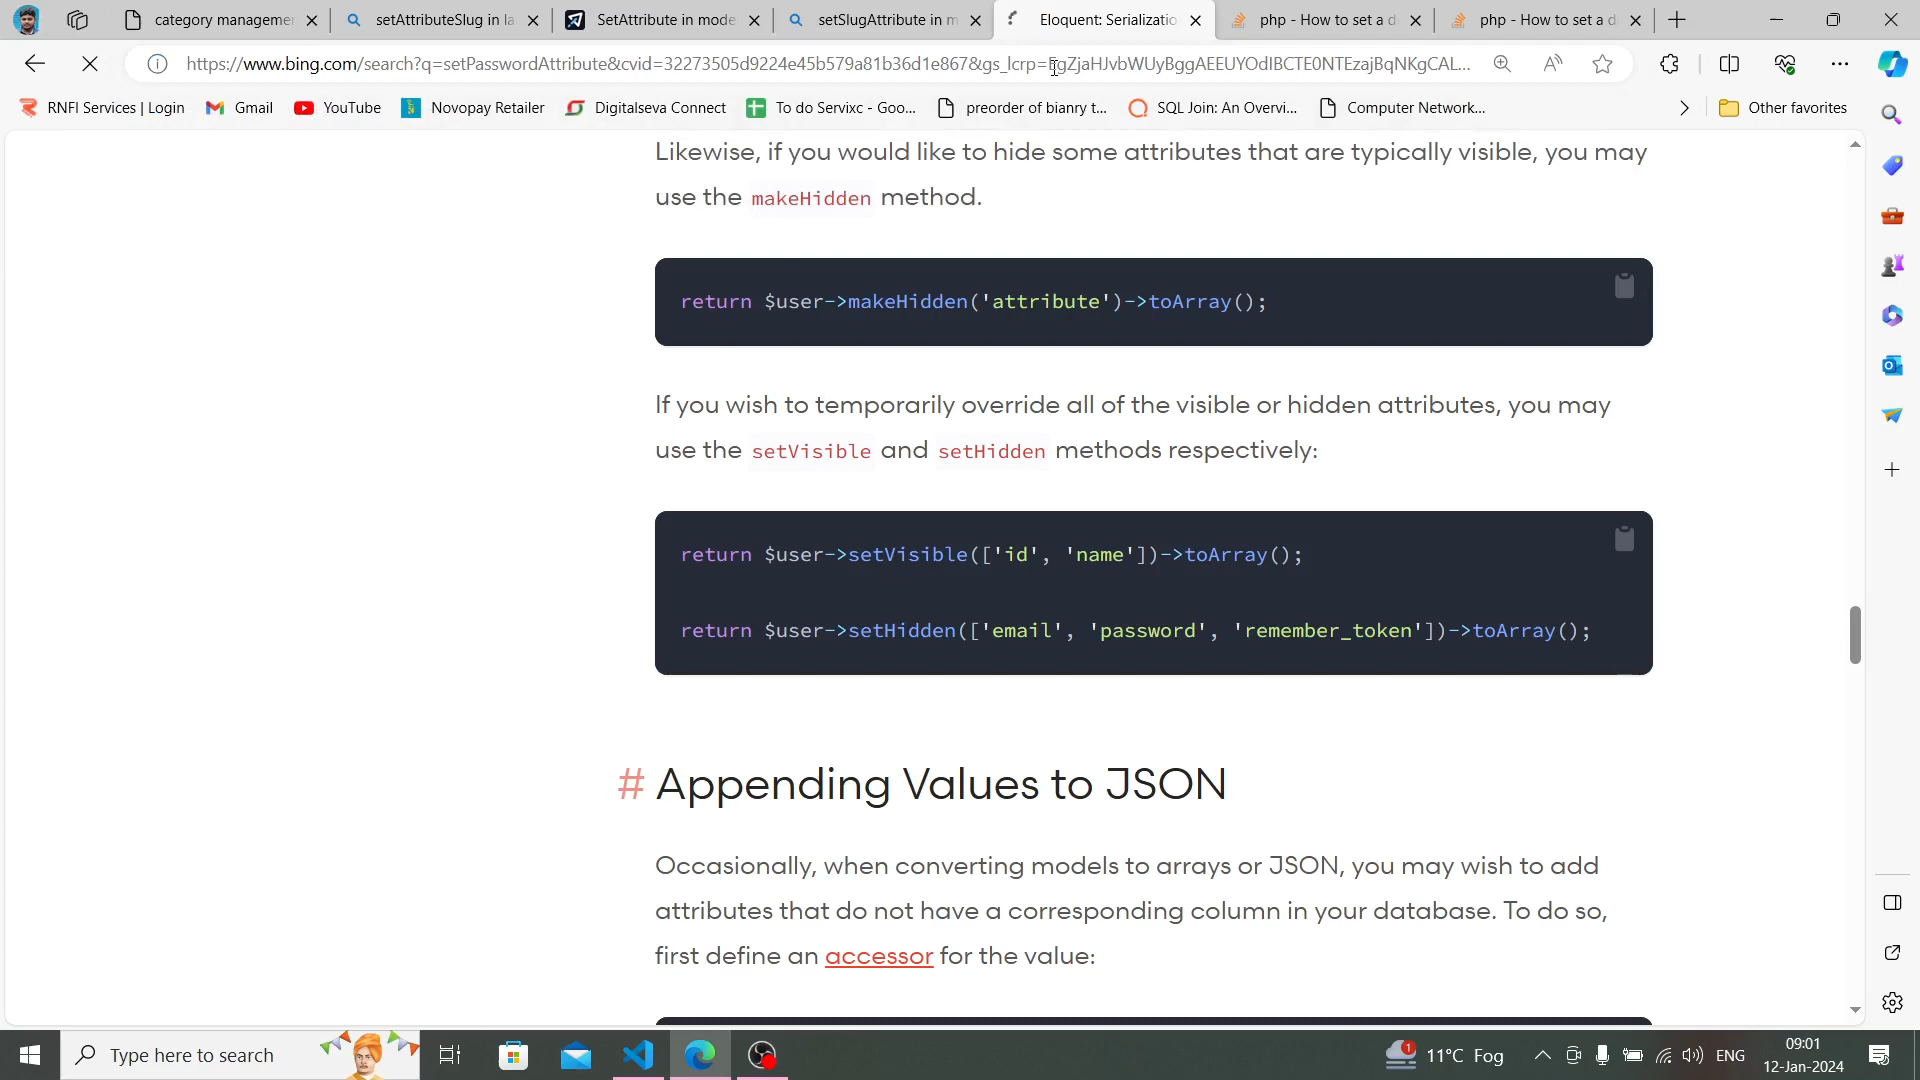 category managemer
setAttributeSlug in la
SetAttribute in mode
setSlugAttribute in m
Eloquent: Serializatio
php - How to set a d
php - How to set a d
https://www.bing.com/search?q=setPasswordAttribute&cvid=32273505d9224e45b579a81b36d1e867&gs_lcrp=EgZjaHJvbWUyBggAEEUYOdIBCTE0NTEzajBqNKgCAL...
RNFI Services | Login
Gmail
YouTube
Novopay Retailer
Digitalseva Connect
To do Servixc - Goo...
preorder of bianry t...
SQL Join: An Overvi...
Computer Network...
Other favorites
Likewise, if you would like to hide some attributes that are typically visible, you may
use the makeHidden method.
return $user->makeHidden('attribute')->toArray();
If you wish to temporarily override all of the visible or hidden attributes, you may
use the setVisible and setHidden methods respectively:
return $user->setVisible(['id', 'name'])->toArray();
return $user->setHidden(['email', 'password', 'remember_token'])->toArray();
# Appending Values to JSON
Occasionally, when converting models to arrays or JSON, you may wish to add
attributes that do not have a corresponding column in your database. To do so,
first define an accessor for the value:
Type here to search
1
11°C Fog
ENG
09:01
12-Jan-2024